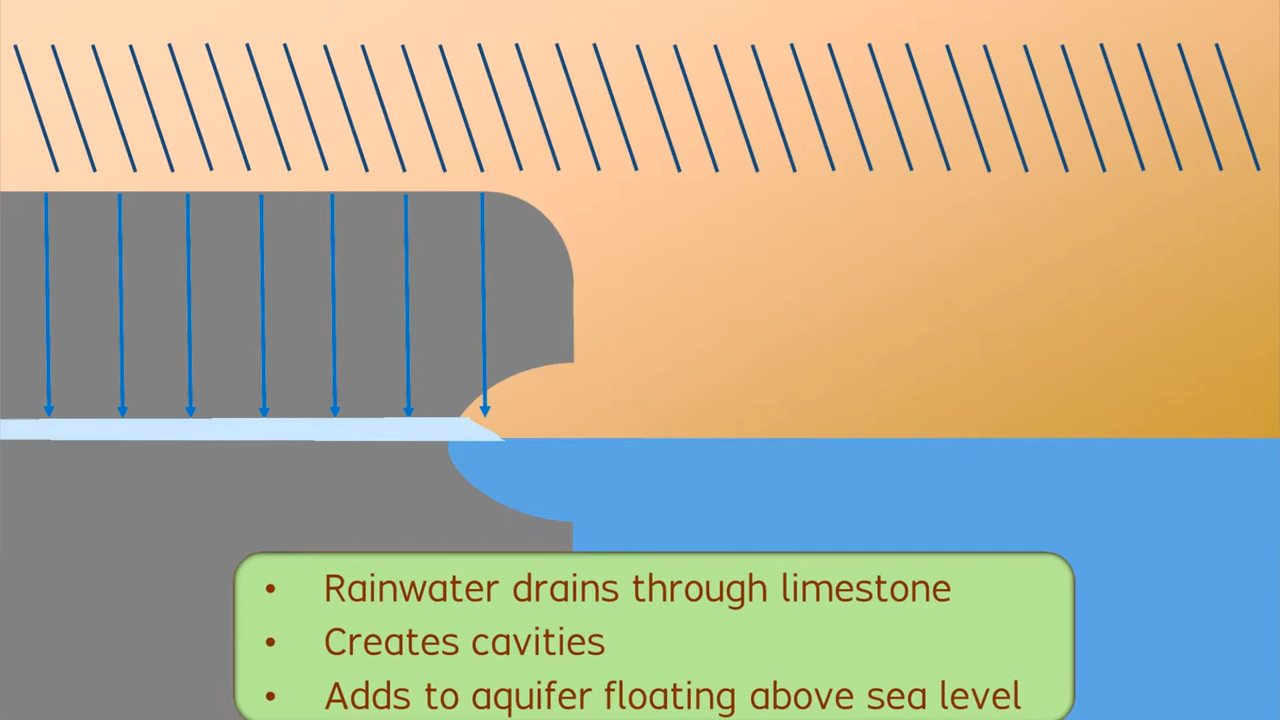 • Rainwater drains through limestone
• Creates cavities
• Adds to aquifer floating above sea level